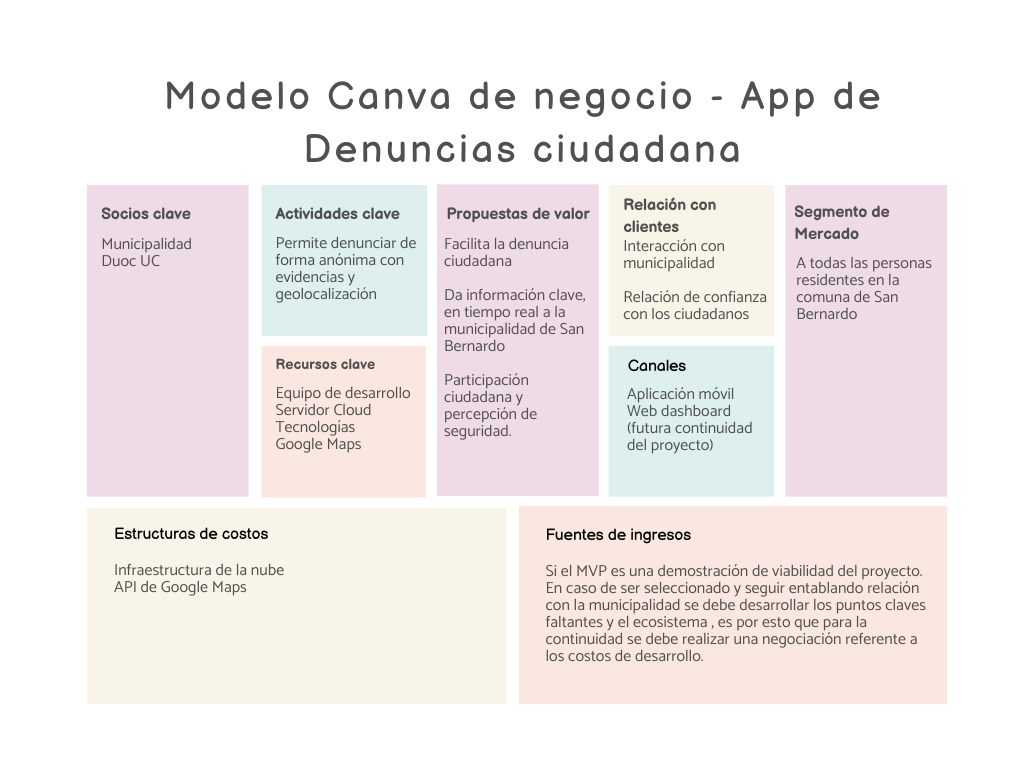 Modelo Canva de negocio - App de
Denuncias ciudadana
Socios clave
Municipalidad
Duoc UC
Actividades clave
Permite denunciar de
forma anónima con
evidencias y
geolocalización
Recursos clave
Equipo de desarrollo
Servidor Cloud
Tecnologías
Google Maps
Propuestas de valor
Facilita la denuncia
ciudadana
Da información clave,
en tiempo real a la
municipalidad de San
Bernardo
Participación
ciudadana y
percepción de
seguridad.
Relación con
clientes
Interacción con
municipalidad
Relación de confianza
con los ciudadanos
Canales
Aplicación móvil
Web dashboard
(futura continuidad
del proyecto)
Segmento de
Mercado
A todas las personas
residentes en la
comuna de San
Bernardo
Estructuras de costos
Infraestructura de la nube
API de Google Maps
Fuentes de ingresos
Si el MVP es una demostración de viabilidad del proyecto.
En caso de ser seleccionado y seguir entablando relación
con la municipalidad se debe desarrollar los puntos claves
faltantes y el ecosistema , es por esto que para la
continuidad se debe realizar una negociación referente a
los costos de desarrollo.